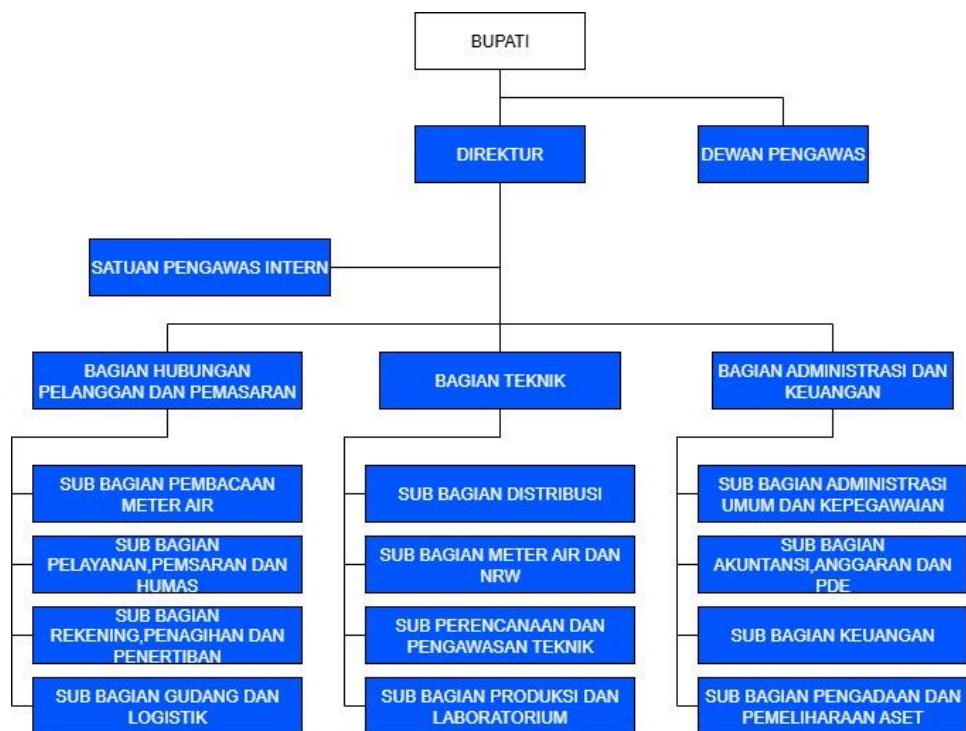 BUPATI
DIREKTUR
DEWAN PENGAWAS
SATUAN PENGAWAS INTERN
BAGIAN HUBUNGAN
PELANGGAN DAN PEMASARAN
BAGIAN TEKNIK
BAGIAN ADMINISTRASI DAN
KEUANGAN
SUB BAGIAN PEMBACAAN
METER AIR
SUB BAGIAN DISTRIBUSI
SUB BAGIAN ADMINISTRASI
UMUM DAN KEPEGAWAIAN
SUB BAGIAN
PELAYANAN,PEMSARAN DAN
HUMAS
SUB BAGIAN METER AIR DAN
NRW
SUB BAGIAN
AKUNTANSI,ANGGARAN DAN
PDE
SUB BAGIAN
REKENING,PENAGIHAN DAN
PENERTIBAN
SUB PERENCANAAN DAN
PENGAWASAN TEKNIK
SUB BAGIAN KEUANGAN
SUB BAGIAN GUDANG DAN
LOGISTIK
SUB BAGIAN PRODUKSI DAN
LABORATORIUM
SUB BAGIAN PENGADAAN DAN
PEMELIHARAAN ASET